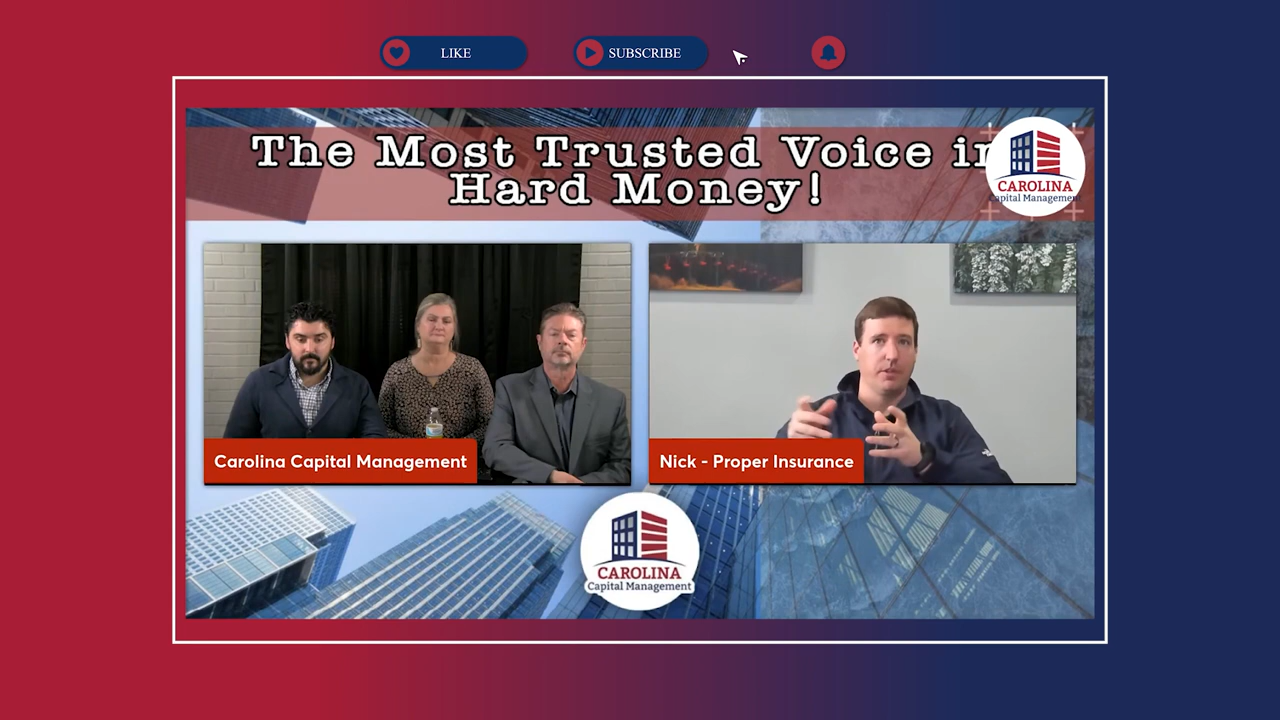 LIKE
SUBSCRIBE
The Most Trusted Voice in
Hard Money!
CAROLINA
Capital Management
Carolina Capital Management
Nick - Proper Insurance
CAROLINA
Capital Management